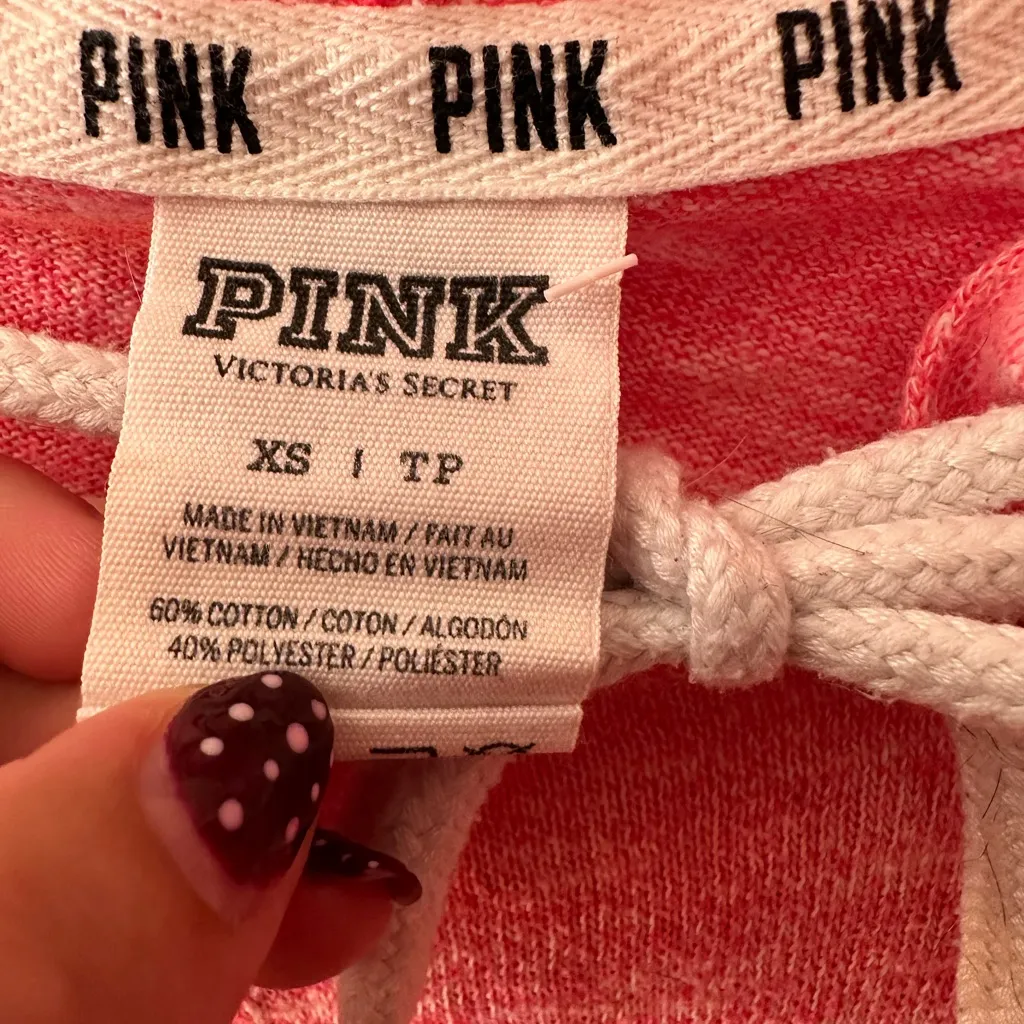 PINK PINK PINK
PINK
VICTORIA'S SECRET
XS | TP
MADE IN VIETNAM / FAIT AU
VIETNAM / HECHO EN VIETNAM
60% COTTON / COTON / ALGODÓN
40% POLYESTER / POLIÉSTER